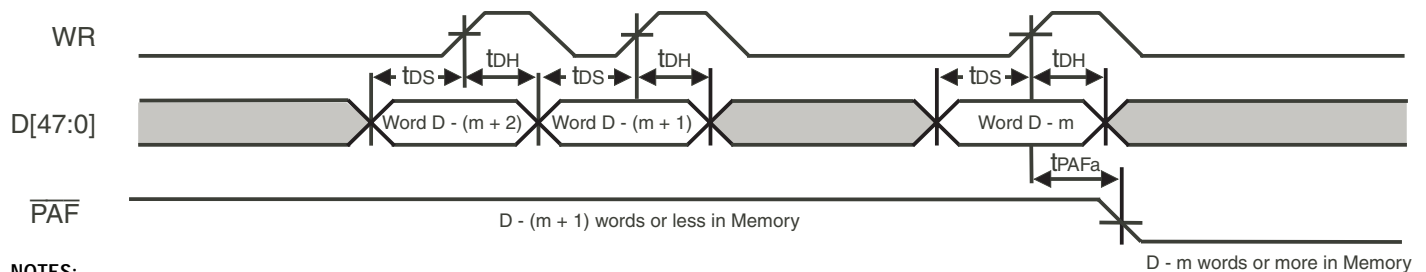 WR
tDS tDH tDS tDH tDS tDH
D[47:0] Word D - (m + 2) Word D - (m + 1) Word D - m
tPAFa
PAF D - (m + 1) words or less in Memory
D - m words or more in Memory
NOTES: